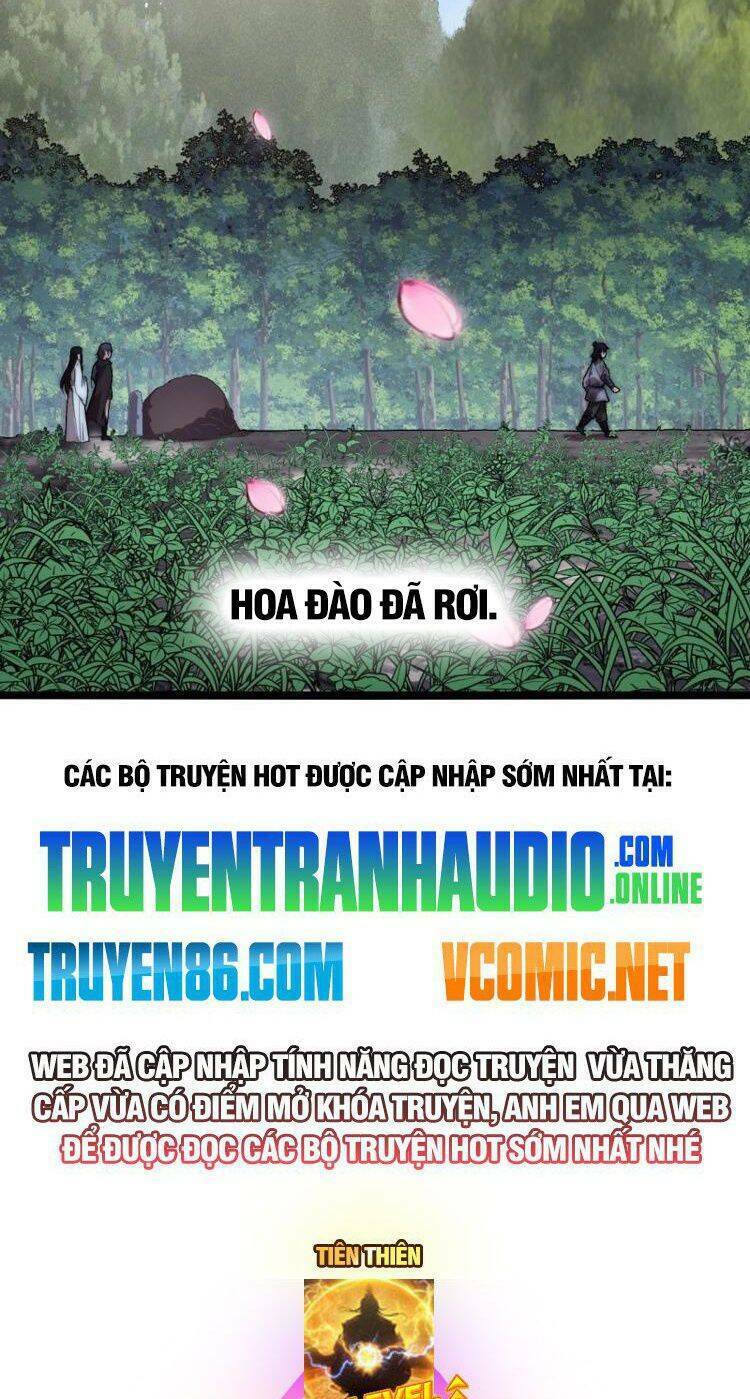 HOA ĐÀO ĐÃ RƠI.
CÁC BỘ TRUYỆN HOT ĐƯỢC CẬP NHẬP SỚM NHẤT TẠI:
TRUYENTRANHAUDIO.COM
.ONLINE
TRUYEN86.COM VCOMIC.NET
WEB ĐÃ CẬP NHẬP TÍNH NĂNG ĐỌC TRUYỆN VỪA THĂNG
CẤP VỪA CÓ ĐIỂM MỞ KHÓA TRUYỆN, ANH EM QUA WEB
ĐỂ ĐƯỢC ĐỌC CÁC BỘ TRUYỆN HOT SỚM NHẤT NHÉ
TIÊN THIÊN
LEVEL